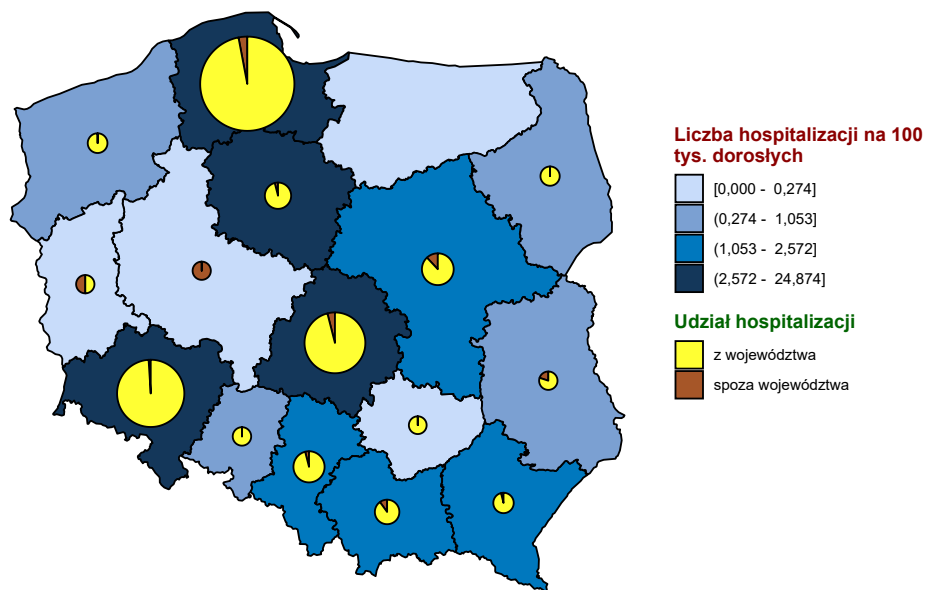 Liczba hospitalizacji na 100
tys. dorosłych
[0,000 - 0,274]
(0,274 - 1,053]
(1,053 - 2,572]
(2,572 - 24,874]
Udział hospitalizacji
z województwa
spoza województwa